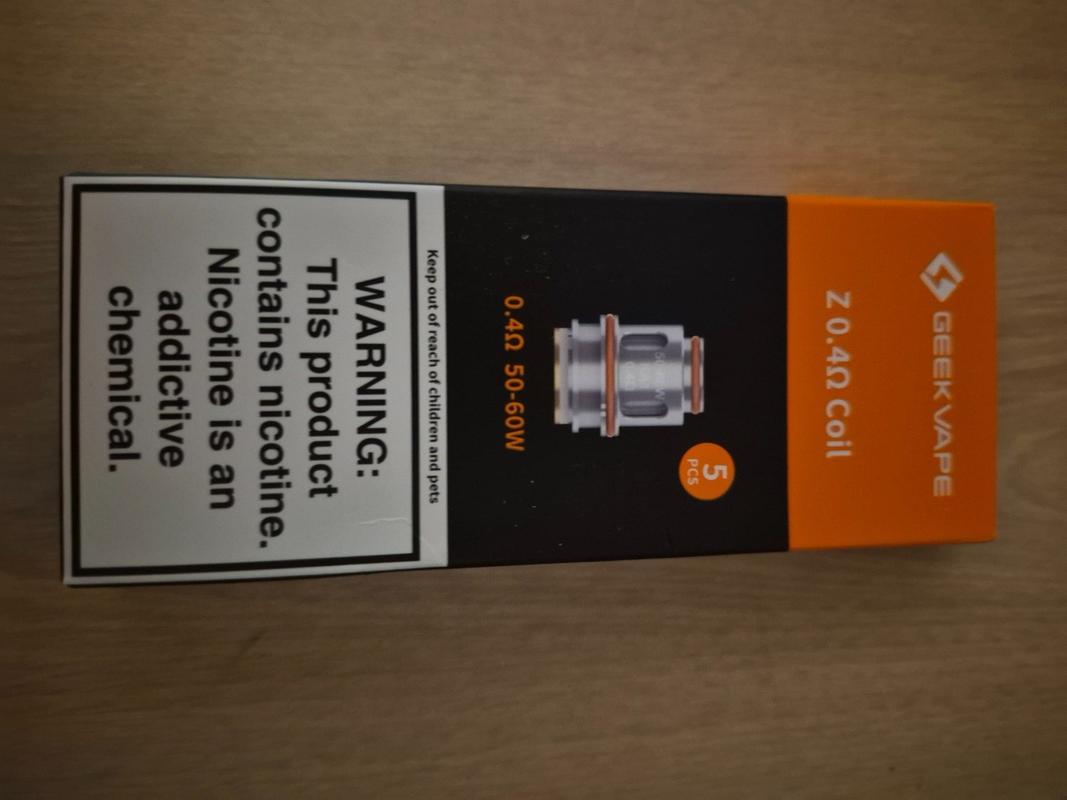 GEEKVAPE
Z 0.4Ω Coil
5
PCS
0.4Ω 50-60W
Keep out of reach of children and pets
WARNING:
This product
contains nicotine.
Nicotine is an
addictive
chemical.